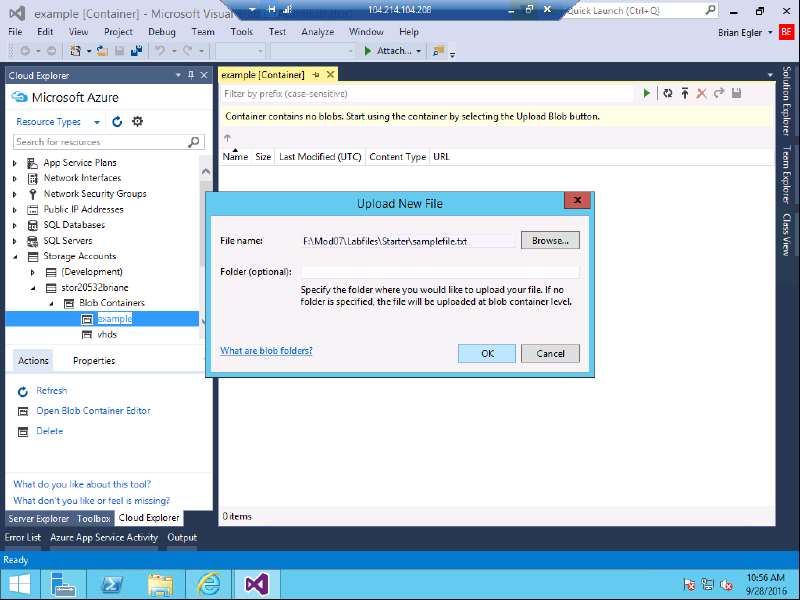 example [Container] - Microsoft Visual
104.214.104.208
Quick Launch (Ctrl+Q)
File Edit View Project Debug Team Tools Test Analyze Window Help
Brian Egler BE
Attach...
Cloud Explorer
example [Container]
Microsoft Azure
Filter by prefix (case-sensitive)
Resource Types
Container contains no blobs. Start using the container by selecting the Upload Blob button.
Search for resources
Name Size Last Modified (UTC) Content Type URL
App Service Plans
Network Interfaces
Network Security Groups
Public IP Addresses
SQL Databases
SQL Servers
Storage Accounts
(Development)
stor20532briane
Blob Containers
example
vhds
Upload New File
File name: F:\Mod07\Labfiles\Starter\samplefile.txt Browse...
Folder (optional):
Specify the folder where you would like to upload your file. If no
folder is specified, the file will be uploaded at blob container level.
What are blob folders?
OK Cancel
Actions Properties
Refresh
Open Blob Container Editor
Delete
What do you like about this tool?
What don't you like or feel is missing?
0 items
Server Explorer Toolbox Cloud Explorer
Error List Azure App Service Activity Output
Solution Explorer
Team Explorer
Class View
Ready
10:56 AM
9/28/2016